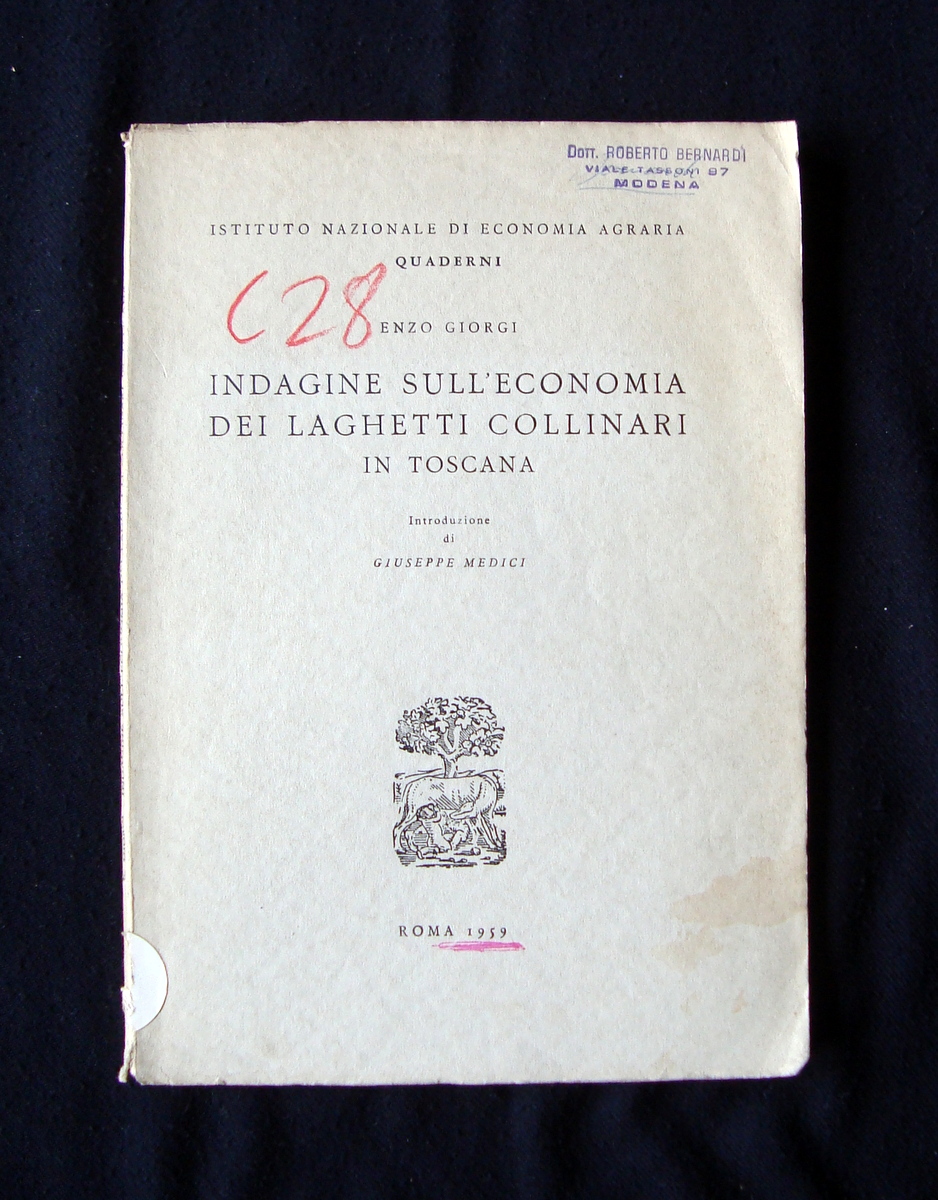 Dott. ROBERTO BERNARDI
VIALE TASSONI 97
MODENA
ISTITUTO NAZIONALE DI ECONOMIA AGRARIA
QUADERNI
C28
ENZO GIORGI
INDAGINE SULL'ECONOMIA
DEI LAGHETTI COLLINARI
IN TOSCANA
Introduzione
di
GIUSEPPE MEDICI
ROMA 1959